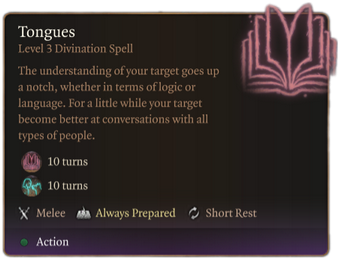 Tongues
Level 3 Divination Spell
The understanding of your target goes up
a notch, whether in terms of logic or
language. For a little while your target
become better at conversations with all
types of people.
10 turns
10 turns
Melee Always Prepared Short Rest
Action